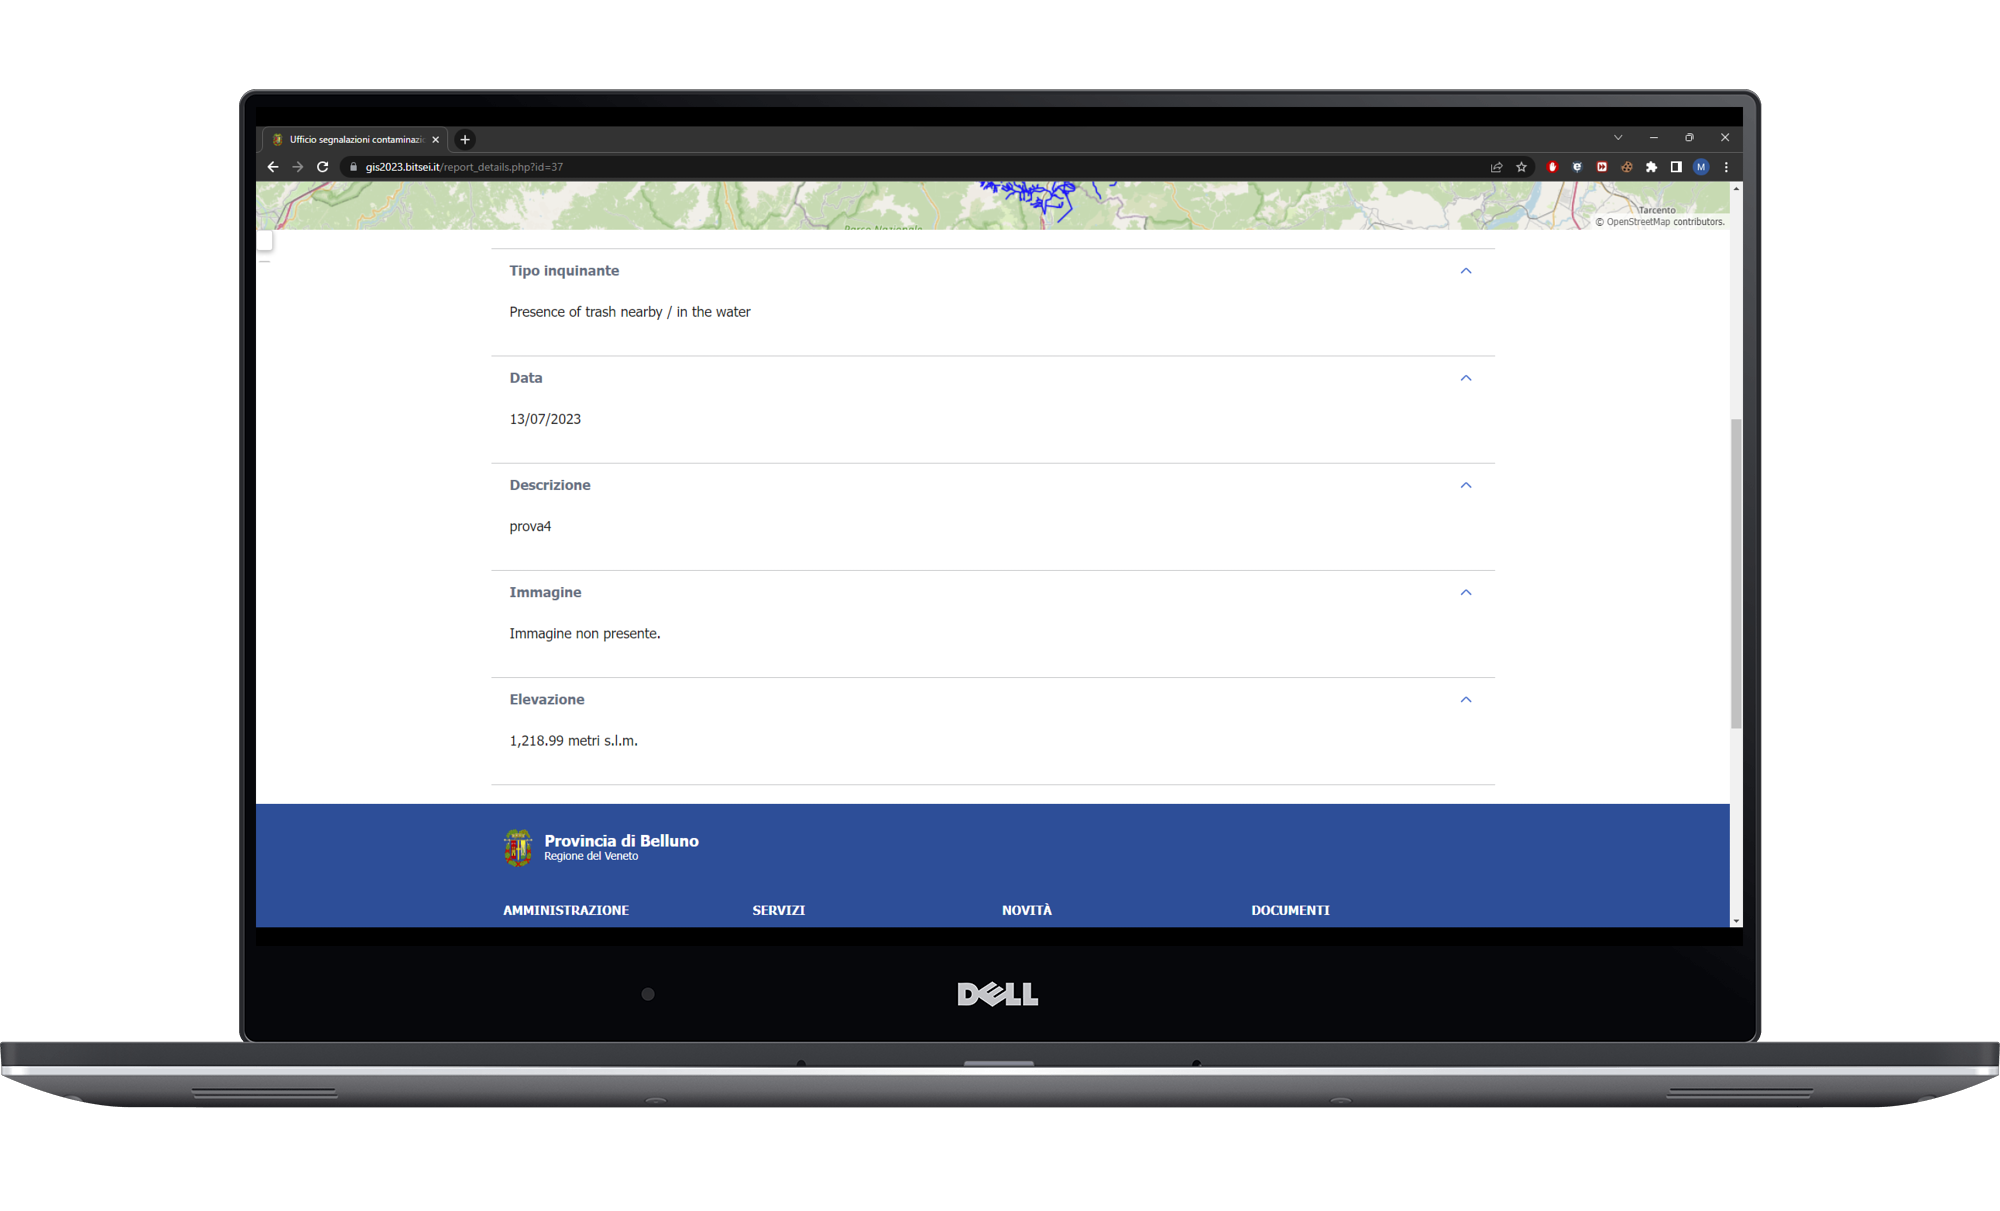 Ufficio segnalazioni contaminazi
gis2023.bitsei.it/report_details.php?id=37
M
Tarcento
Parco Nazionale
© OpenStreetMap contributors.
Tipo inquinante
Presence of trash nearby / in the water
Data
13/07/2023
Descrizione
prova4
Immagine
Immagine non presente.
Elevazione
1,218.99 metri s.l.m.
Provincia di Belluno
Regione del Veneto
AMMINISTRAZIONE SERVIZI NOVITÀ DOCUMENTI
DELL